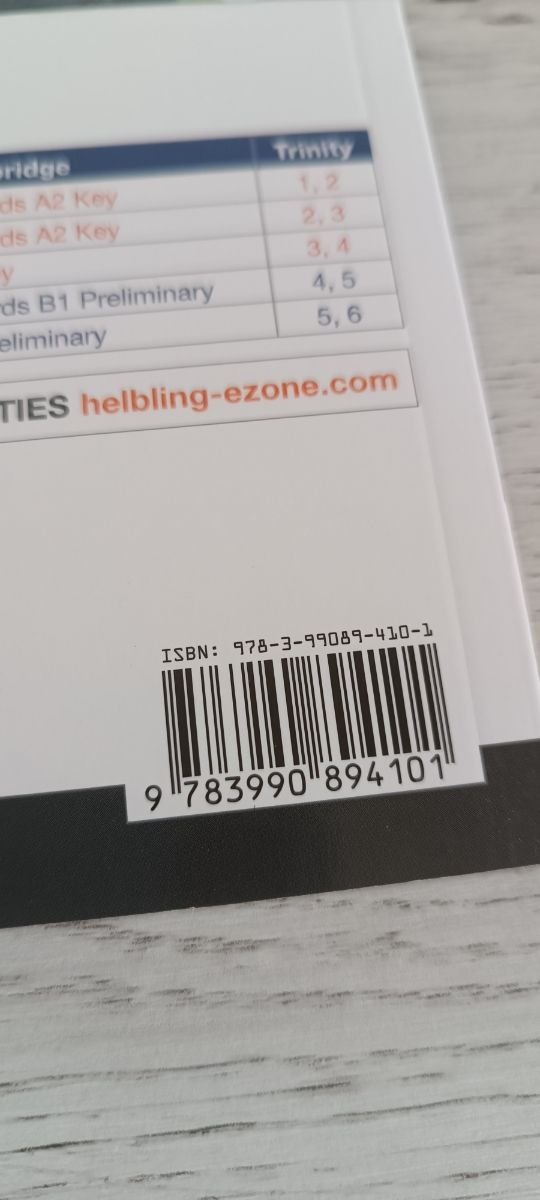 bridge Trinity
ds A2 Key 1, 2
ds A2 Key 2, 3
y 3, 4
ds B1 Preliminary 4, 5
eliminary 5, 6
TIES helbling-ezone.com
ISBN: 978-3-99089-410-1
9 783990 894101